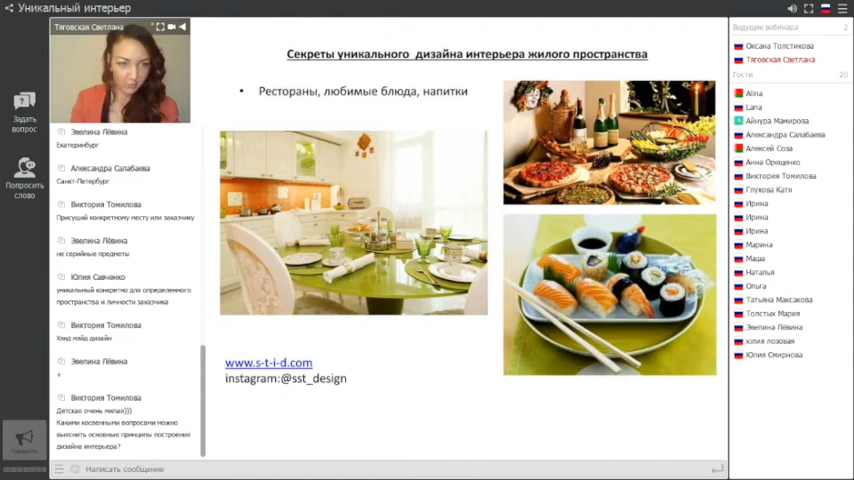 Уникальный интерьер
Тяговская Светлана
Задать
вопрос
Попросить
слово
Говорить
Эвелина Лёвина
Екатеринбург
Александра Салабаева
Санкт-Петербург
Виктория Томилова
Присущий конкретному месту или заказчику
Эвелина Лёвина
не серийные предметы
Юлия Савченко
уникальный конкретно для определенного
пространства и личности заказчика
Виктория Томилова
Хэнд мэйд дизайн
Эвелина Лёвина
+
Виктория Томилова
Детская очень милая)))
Какими косвенными вопросами можно
выяснить основные принципы построения
дизайна интерьера?
Написать сообщение
Секреты уникального дизайна интерьера жилого пространства
• Рестораны, любимые блюда, напитки
www.s-t-i-d.com
instagram:@sst_design
Ведущие вебинара 2
Оксана Толстикова
Тяговская Светлана
Гости 20
Alina
Lana
Айнура Мамирова
Александра Салабаева
Алексей Соза
Анна Орещенко
Виктория Томилова
Глухова Катя
Ирина
Ирина
Ирина
Марина
Маша
Наталья
Ольга
Татьяна Максакова
Толстых Мария
Эвелина Лёвина
юлия лозовая
Юлия Смирнова